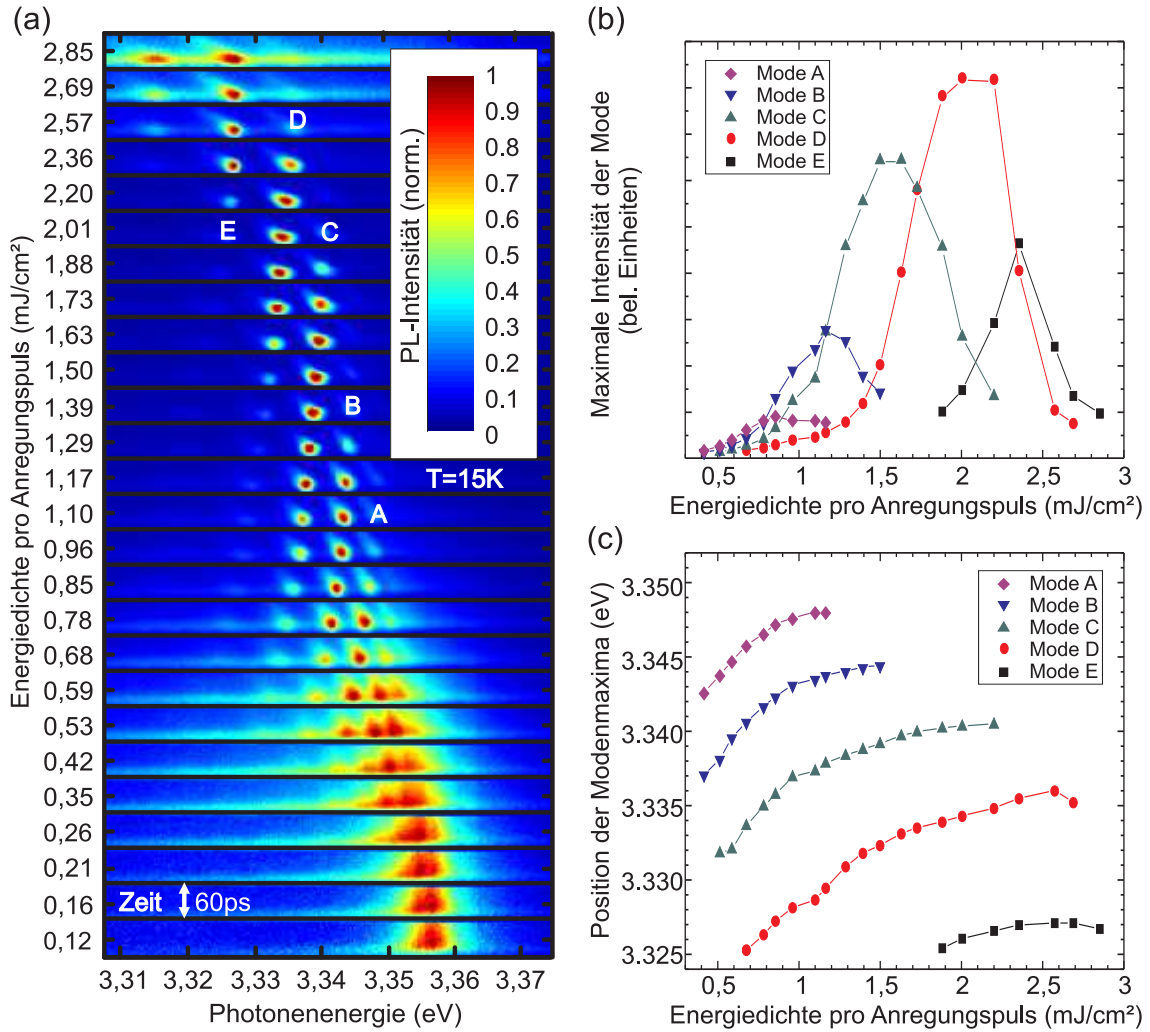 (a)
Energiedichte pro Anregungspuls (mJ/cm²)
2,85
2,69
2,57
2,36
2,20
2,01
1,88
1,73
1,63
1,50
1,39
1,29
1,17
1,10
0,96
0,85
0,78
0,68
0,59
0,53
0,42
0,35
0,26
0,21
0,16
0,12
D
E C
B
A
PL-Intensität (norm.)
1
0.9
0.8
0.7
0.6
0.5
0.4
0.3
0.2
0.1
0
T=15K
Zeit 60ps
3,31 3,32 3,33 3,34 3,35 3,36 3,37
Photonenenergie (eV)
(b)
Maximale Intensität der Mode
(bel. Einheiten)
Mode A
Mode B
Mode C
Mode D
Mode E
0,5 1 1,5 2 2,5 3
Energiedichte pro Anregungspuls (mJ/cm²)
(c)
Position der Modenmaxima (eV)
3.350
3.345
3.340
3.335
3.330
3.325
Mode A
Mode B
Mode C
Mode D
Mode E
0,5 1 1,5 2 2,5 3
Energiedichte pro Anregungspuls (mJ/cm²)